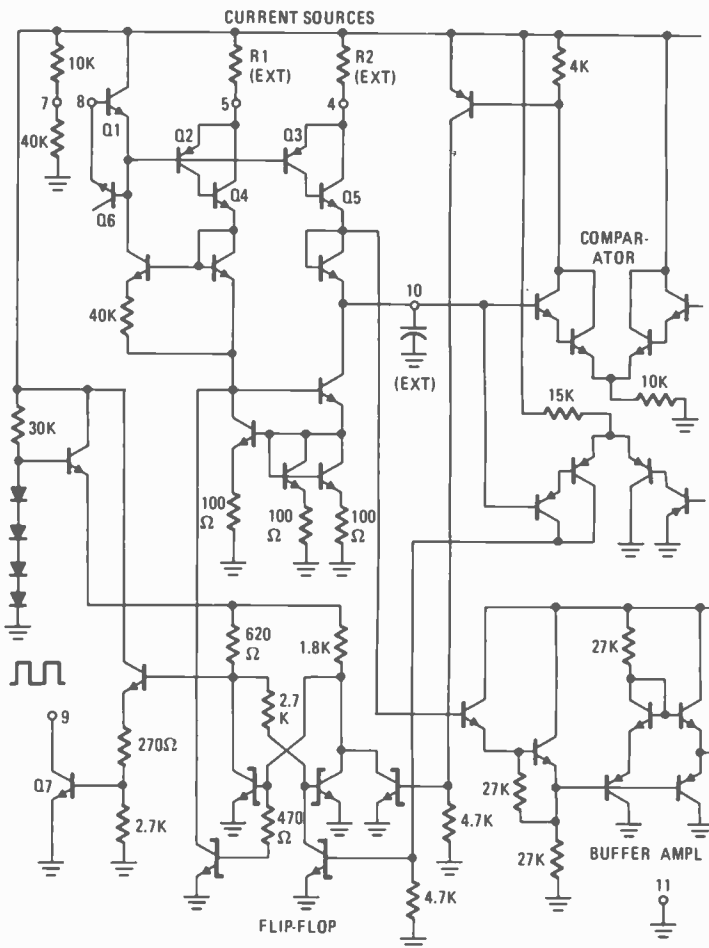 CURRENT SOURCES
10K
R1
(EXT)
R2
(EXT)
4K
7
8
5
4
Q1
40K
Q2
Q3
Q6
Q4
Q5
COMPAR-
ATOR
10
40K
(EXT)
15K
10K
30K
100
Ω
100
Ω
100
Ω
620
Ω
1.8K
27K
2.7
K
9
270Ω
Q7
2.7K
470
Ω
27K
4.7K
27K
BUFFER AMPL
4.7K
11
FLIP-FLOP